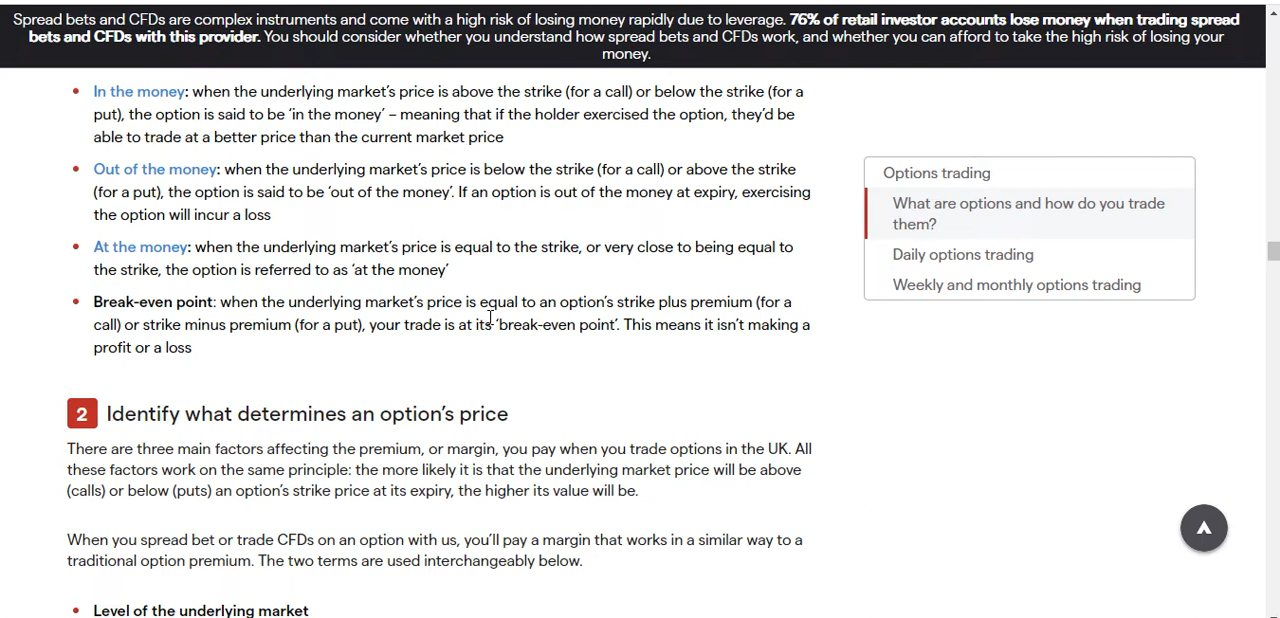 Spread bets and CFDs are complex instruments and come with a high risk of losing money rapidly due to leverage. 76% of retail investor accounts lose money when trading spread
bets and CFDs with this provider. You should consider whether you understand how spread bets and CFDs work, and whether you can afford to take the high risk of losing your
money.
• In the money: when the underlying market’s price is above the strike (for a call) or below the strike (for a
put), the option is said to be ‘in the money’ – meaning that if the holder exercised the option, they’d be
able to trade at a better price than the current market price
• Out of the money: when the underlying market’s price is below the strike (for a call) or above the strike
(for a put), the option is said to be ‘out of the money’. If an option is out of the money at expiry, exercising
the option will incur a loss
• At the money: when the underlying market’s price is equal to the strike, or very close to being equal to
the strike, the option is referred to as ‘at the money’
• Break-even point: when the underlying market’s price is equal to an option’s strike plus premium (for a
call) or strike minus premium (for a put), your trade is at its ‘break-even point’. This means it isn’t making a
profit or a loss
2 Identify what determines an option’s price
There are three main factors affecting the premium, or margin, you pay when you trade options in the UK. All
these factors work on the same principle: the more likely it is that the underlying market price will be above
(calls) or below (puts) an option’s strike price at its expiry, the higher its value will be.
When you spread bet or trade CFDs on an option with us, you’ll pay a margin that works in a similar way to a
traditional option premium. The two terms are used interchangeably below.
• Level of the underlying market
Options trading
What are options and how do you trade
them?
Daily options trading
Weekly and monthly options trading